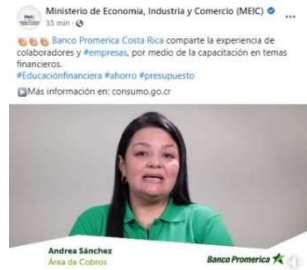 Ministerio de Economía, Industria y Comercio (MEIC)
35 min
Banco Promerica Costa Rica comparte la experiencia de
colaboradores y #empresas, por medio de la capacitación en temas
financieros.
#Educaciónfinanciera #ahorro #presupuesto
Más información en: consumo.go.cr
Andrea Sánchez
Área de Cobros
Banco Promerica